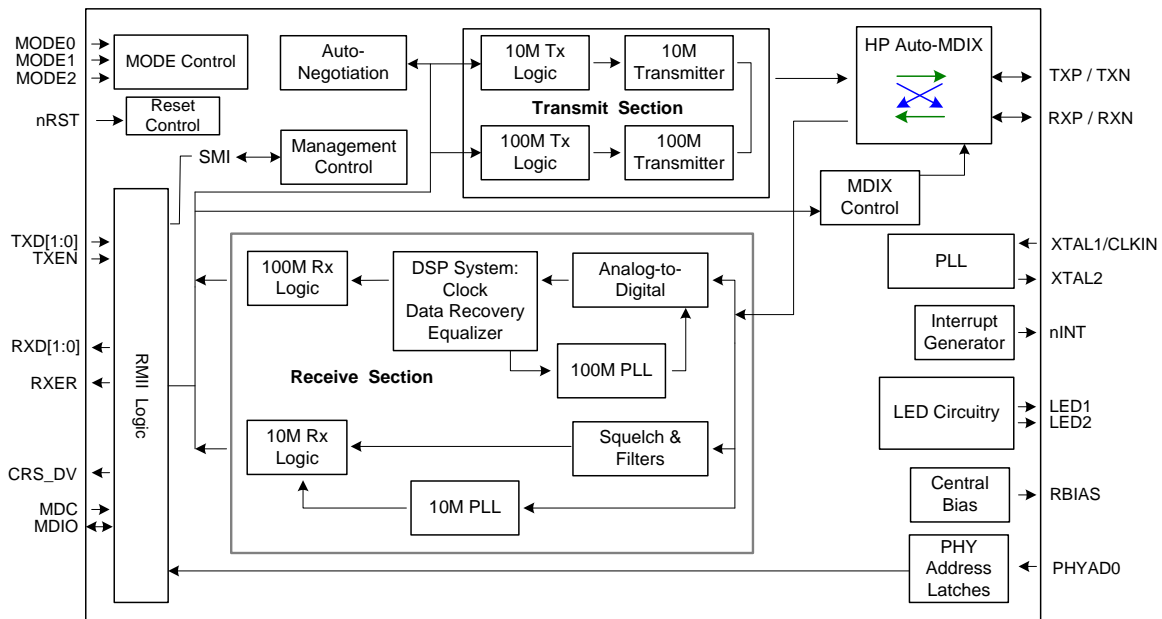 MODE0
MODE1
MODE2
MODE Control
nRST
Reset
Control
Auto-
Negotiation
SMI
Management
Control
10M Tx
Logic
10M
Transmitter
Transmit Section
100M Tx
Logic
100M
Transmitter
HP Auto-MDIX
TXP / TXN
RXP / RXN
MDIX
Control
TXD[1:0]
TXEN
RXD[1:0]
RXER
CRS_DV
MDC
MDIO
RMII Logic
100M Rx
Logic
DSP System:
Clock
Data Recovery
Equalizer
Analog-to-
Digital
100M PLL
Receive Section
10M Rx
Logic
Squelch &
Filters
10M PLL
PLL
XTAL1/CLKIN
XTAL2
Interrupt
Generator
nINT
LED Circuitry
LED1
LED2
Central
Bias
RBIAS
PHY
Address
Latches
PHYAD0